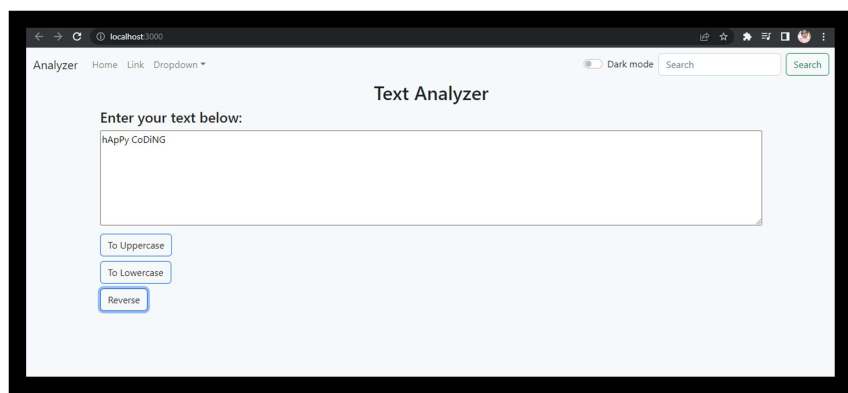 localhost:3000
Analyzer Home Link Dropdown Dark mode Search Search
Text Analyzer
Enter your text below:
hApPy CoDiNG
To Uppercase
To Lowercase
Reverse